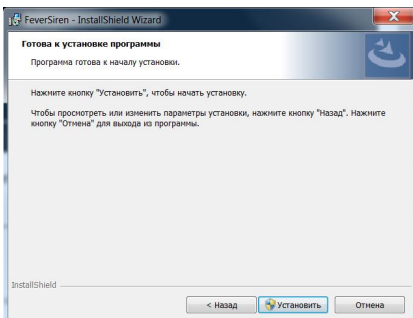 FeverSiren - InstallShield Wizard
Готова к установке программы
Программа готова к началу установки.
Нажмите кнопку "Установить", чтобы начать установку.
Чтобы просмотреть или изменить параметры установки, нажмите кнопку "Назад". Нажмите
кнопку "Отмена" для выхода из программы.
InstallShield
< Назад
Установить
Отмена